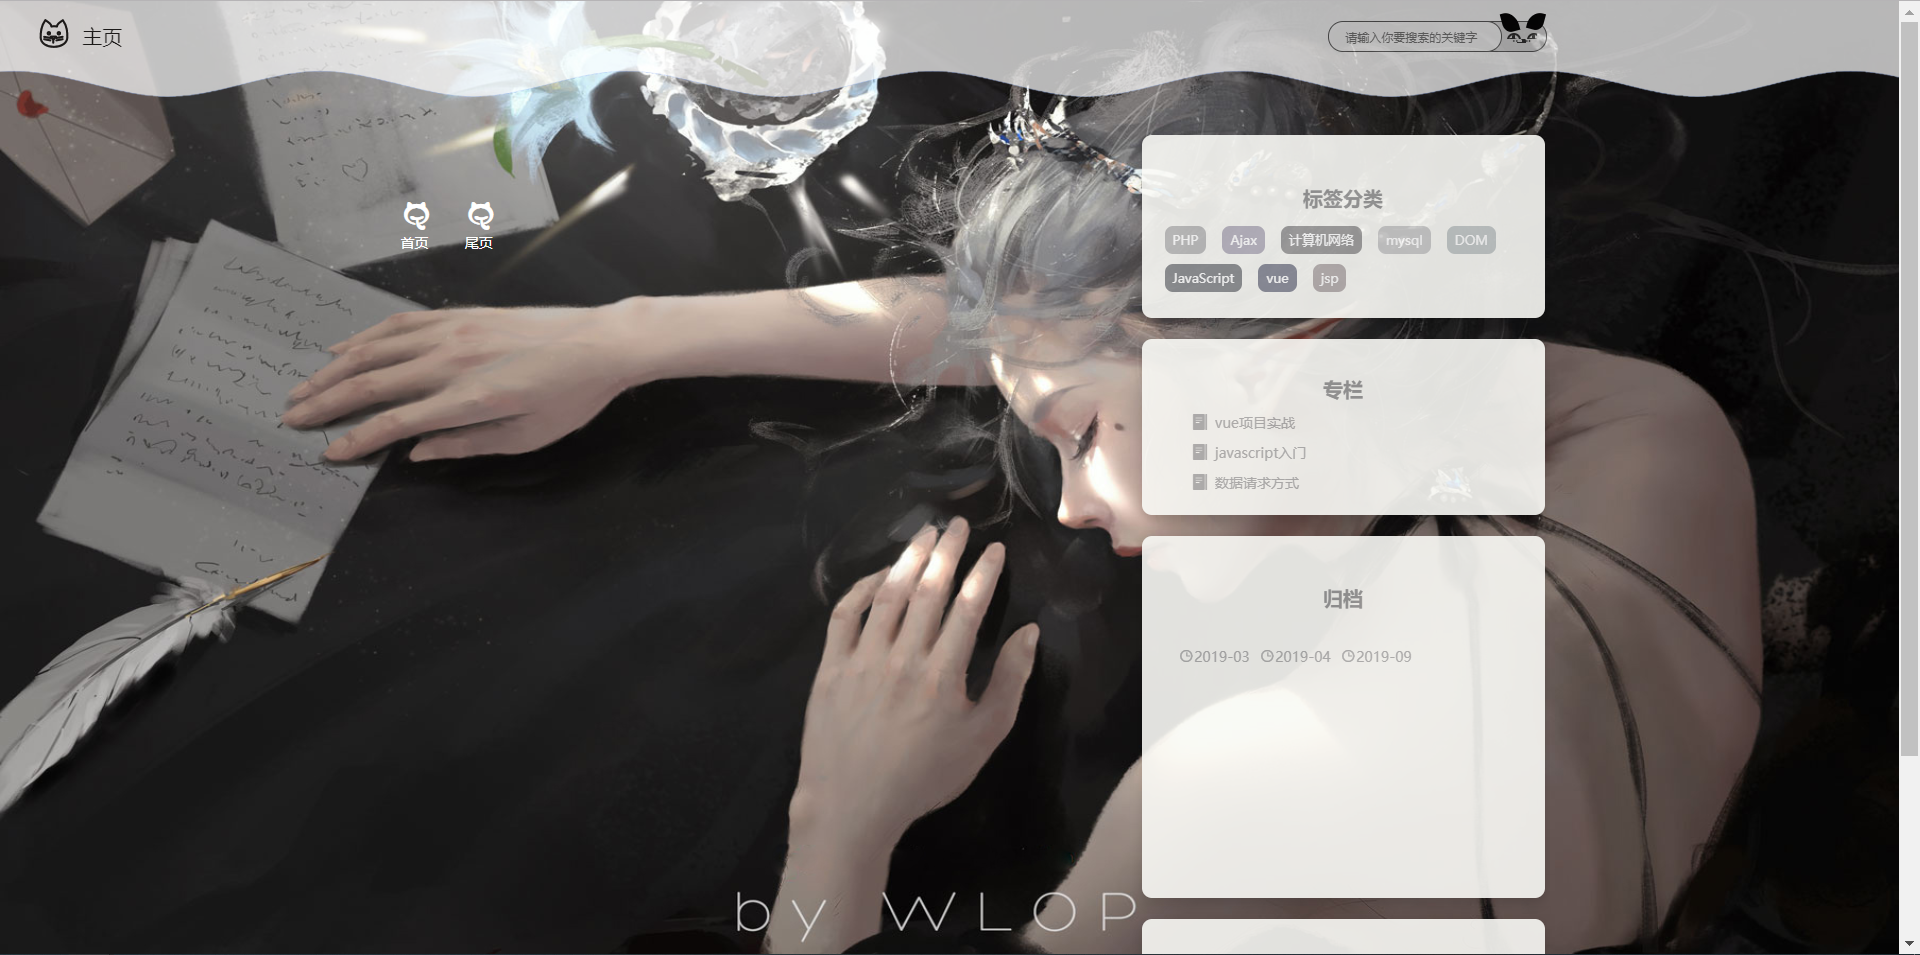 主页
请输入你要搜索的关键字
首页 尾页
标签分类
PHP Ajax 计算机网络 mysql DOM
JavaScript vue jsp
专栏
vue项目实战
javascript入门
数据请求方式
归档
2019-03 2019-04 2019-09
by WLOP